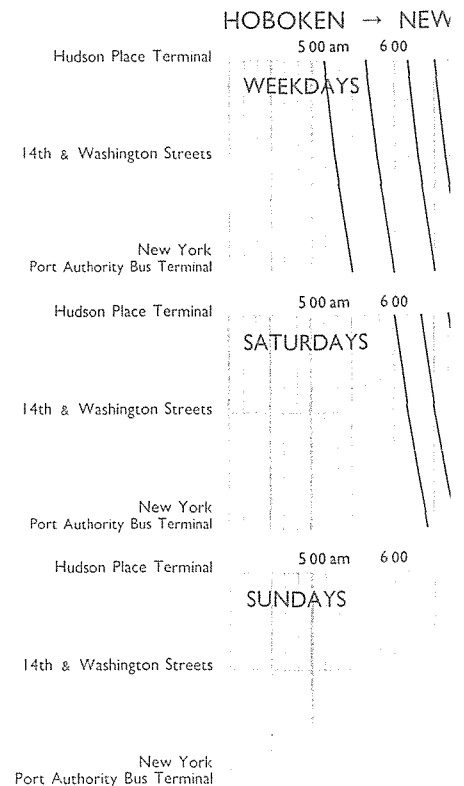 HOBOKEN → NEW
5 00 am 6 00
Hudson Place Terminal
WEEKDAYS
14th & Washington Streets
New York
Port Authority Bus Terminal
5 00 am 6 00
Hudson Place Terminal
SATURDAYS
14th & Washington Streets
New York
Port Authority Bus Terminal
5 00 am 6 00
Hudson Place Terminal
SUNDAYS
14th & Washington Streets
New York
Port Authority Bus Terminal